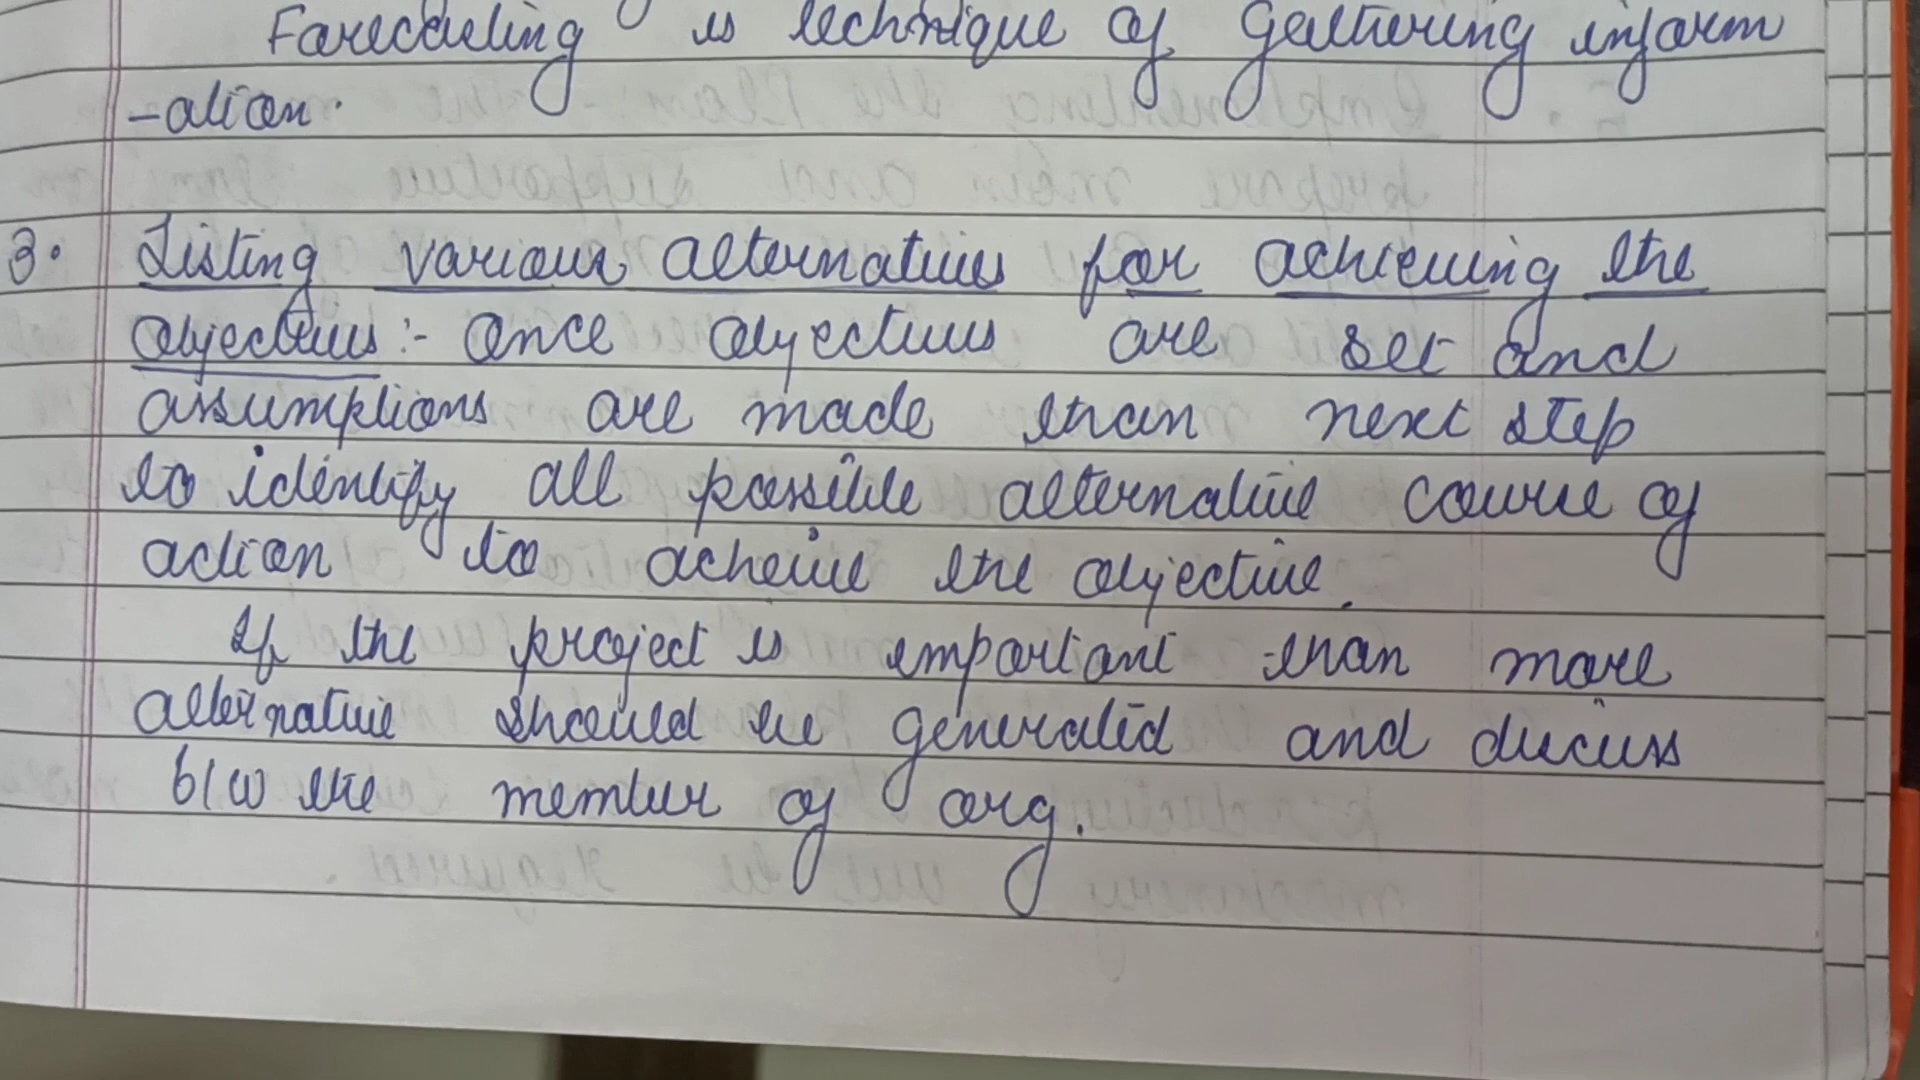 Forecasting is technique of gathering inform
-ation.
3. Listing various alternatives for achieving the
objectives :- once objectives are set and
assumptions are made than next step
to identify all possible alternative course of
action to acheive the objective.
If the project is important than more
alternative should be generated and discuss
b/w the member of org.